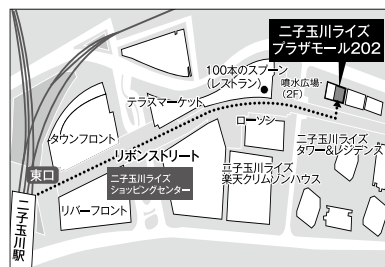 二子玉川ライズ
プラザモール202
100本のスプーン
(レストラン)
噴水広場
(2F)
テラスマーケット
ローソン
タウンフロント
リボンストリート
二子玉川ライズ
タワー&レジデンス
二子玉川ライズ
楽天クリムゾンハウス
東口
二子玉川ライズ
ショッピングセンター
リバーフロント
二子玉川駅